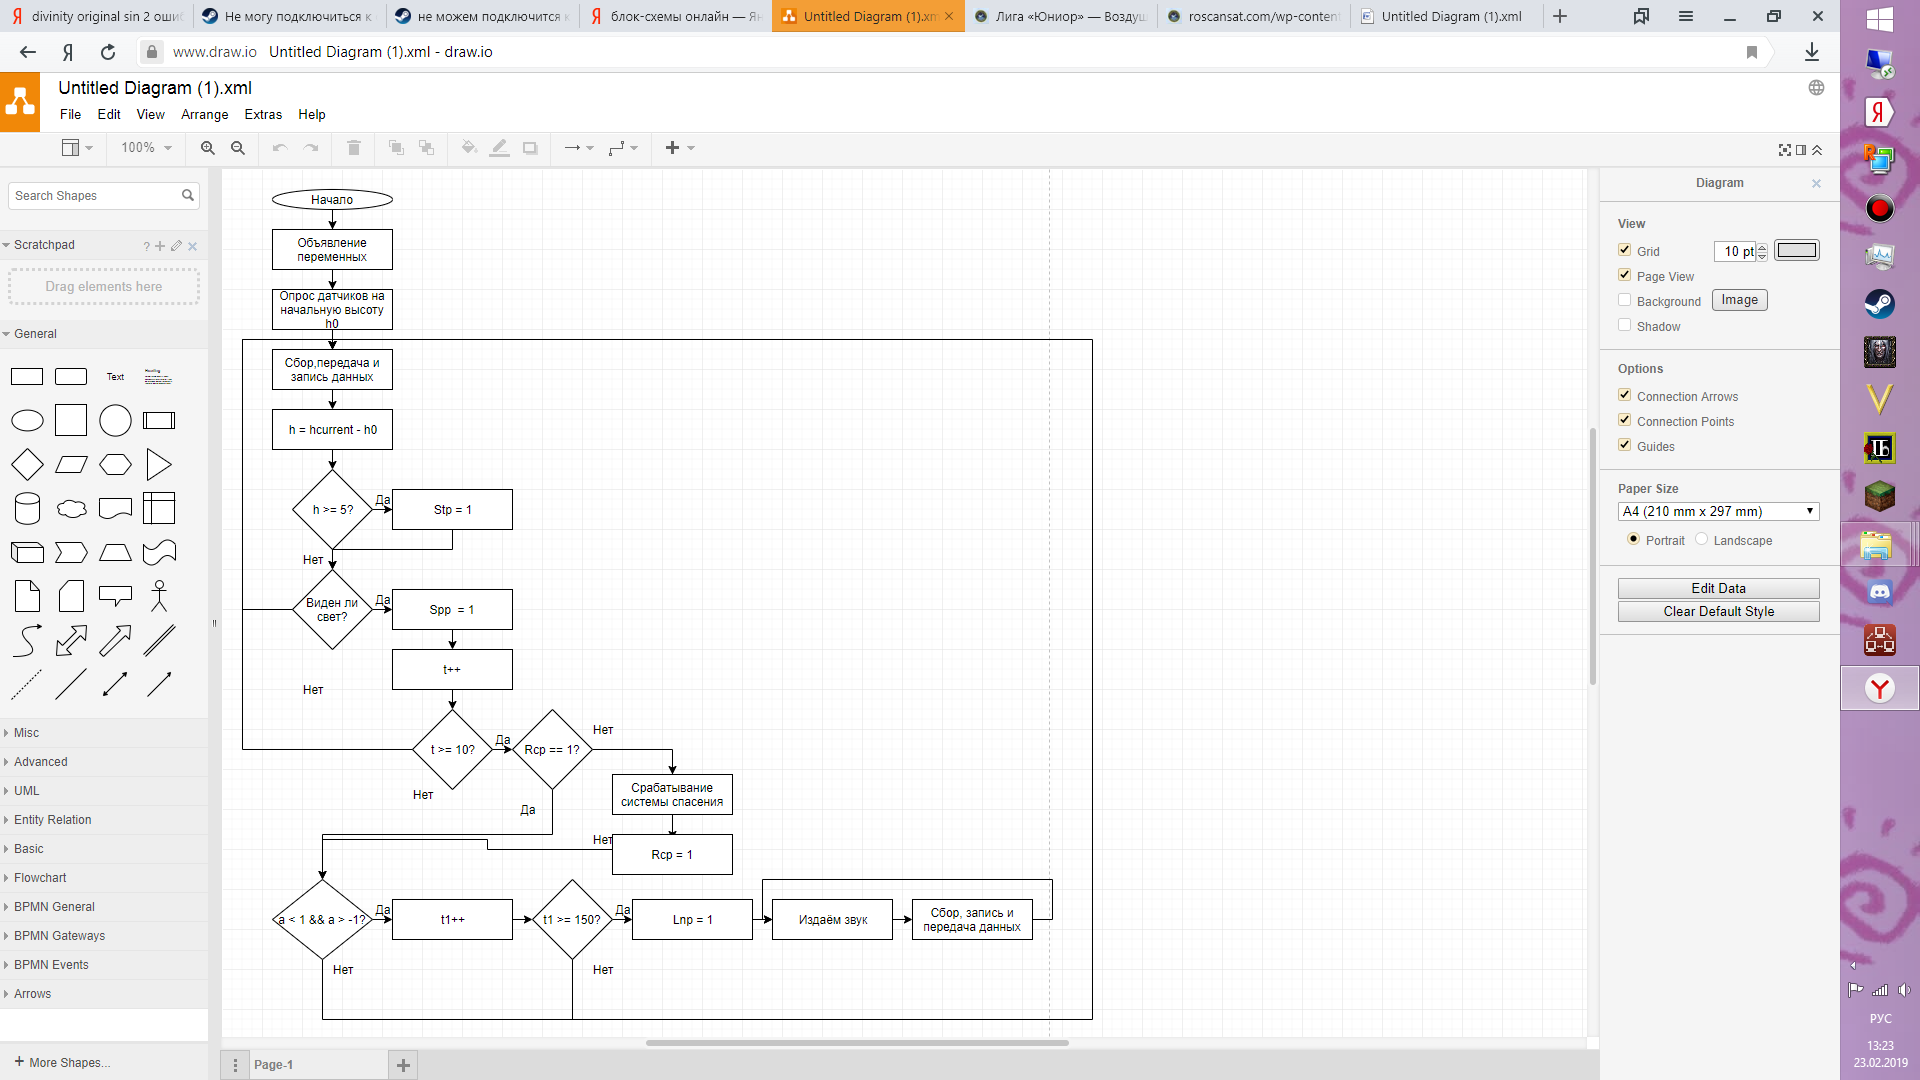 divinity original sin 2 ошиб
Не могу подключиться к
не можем подключится к
блок-схемы онлайн — Ян
Untitled Diagram (1).xm
Лига «Юниор» — Воздуш
roscansat.com/wp-conten
Untitled Diagram (1).xml
www.draw.io Untitled Diagram (1).xml - draw.io
Untitled Diagram (1).xml
File Edit View Arrange Extras Help
100%
Search Shapes
Scratchpad
Drag elements here
General
Text
Heading
Misc
Advanced
UML
Entity Relation
Basic
Flowchart
BPMN General
BPMN Gateways
BPMN Events
Arrows
+ More Shapes...
Начало
Объявление
переменных
Опрос датчиков на
начальную высоту
h0
Сбор,передача и
запись данных
h = hcurrent - h0
h >= 5?
Да
Stp = 1
Нет
Виден ли
свет?
Да
Spp = 1
t++
Нет
t >= 10?
Да
Rcp == 1?
Нет
Нет
Да
Срабатывание
системы спасения
Нет
Rcp = 1
a < 1 && a > -1?
Да
t1++
t1 >= 150?
Да
Lnp = 1
Издаём звук
Сбор, запись и
передача данных
Нет
Нет
Page-1
Diagram
View
Grid
10 pt
Page View
Background
Image
Shadow
Options
Connection Arrows
Connection Points
Guides
Paper Size
A4 (210 mm x 297 mm)
Portrait
Landscape
Edit Data
Clear Default Style
РУС
13:23
23.02.2019